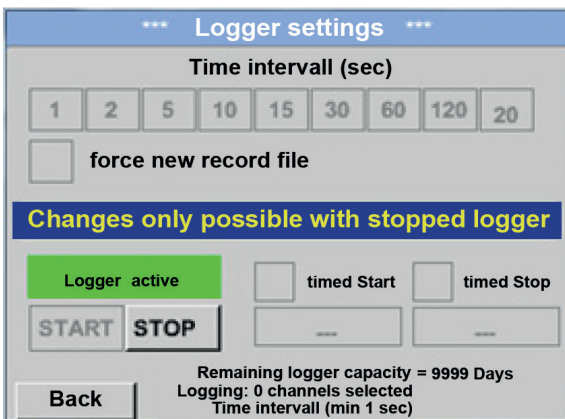 *** Logger settings ***
Time intervall (sec)
1 2 5 10 15 30 60 120 20
force new record file
Changes only possible with stopped logger
Logger active
timed Start
timed Stop
START STOP
---
---
Remaining logger capacity = 9999 Days
Logging: 0 channels selected
Time intervall (min 1 sec)
Back